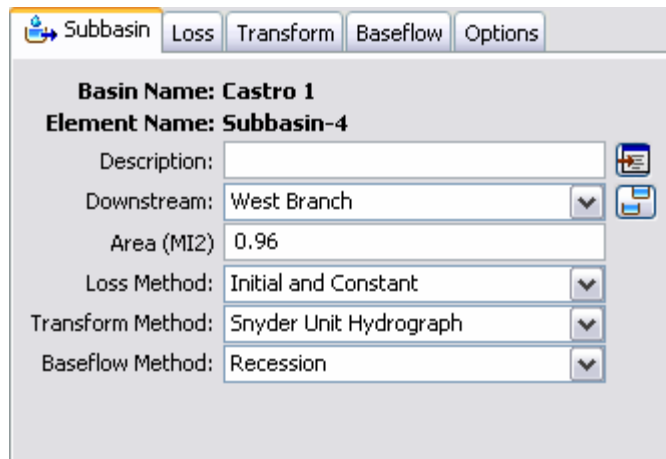 Subbasin Loss Transform Baseflow Options
Basin Name: Castro 1
Element Name: Subbasin-4
Description:
Downstream: West Branch
Area (MI2) 0.96
Loss Method: Initial and Constant
Transform Method: Snyder Unit Hydrograph
Baseflow Method: Recession